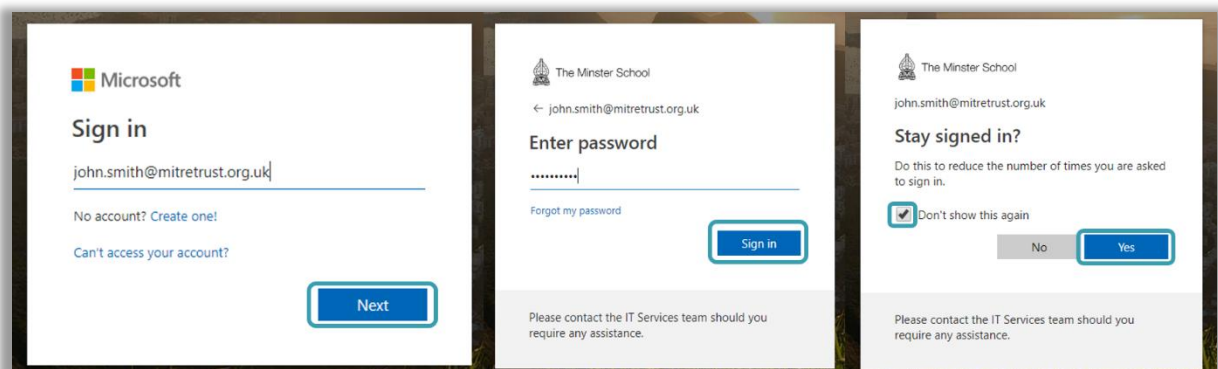 Microsoft
Sign in
john.smith@mitretrust.org.uk
No account? Create one!
Can't access your account?
Next
The Minster School
← john.smith@mitretrust.org.uk
Enter password
••••••••••
Forgot my password
Sign in
Please contact the IT Services team should you
require any assistance.
The Minster School
john.smith@mitretrust.org.uk
Stay signed in?
Do this to reduce the number of times you are asked
to sign in.
Don't show this again
No
Yes
Please contact the IT Services team should you
require any assistance.